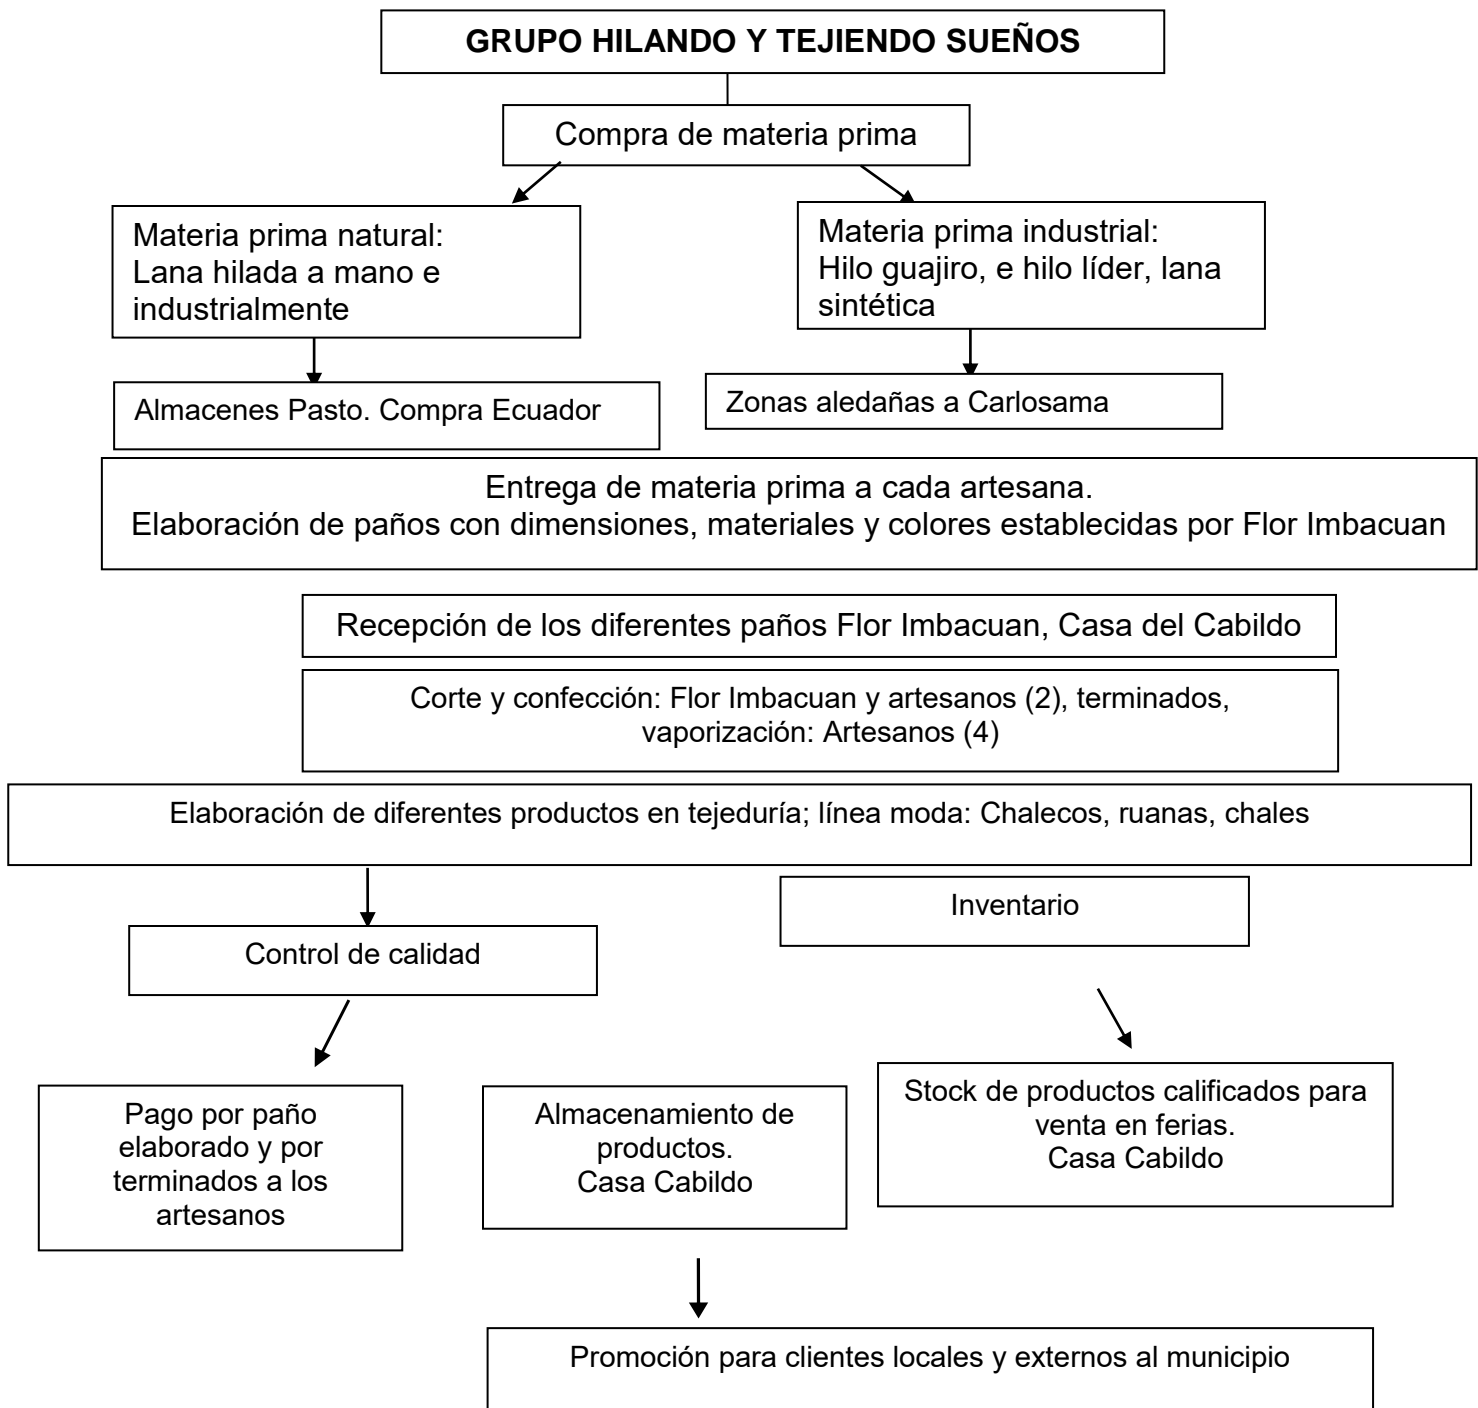 GRUPO HILANDO Y TEJIENDO SUEÑOS
Compra de materia prima
Materia prima natural:
Lana hilada a mano e
industrialmente
Materia prima industrial:
Hilo guajiro, e hilo líder, lana
sintética
Almacenes Pasto. Compra Ecuador
Zonas aledañas a Carlosama
Entrega de materia prima a cada artesana.
Elaboración de paños con dimensiones, materiales y colores establecidas por Flor Imbacuan
Recepción de los diferentes paños Flor Imbacuan, Casa del Cabildo
Corte y confección: Flor Imbacuan y artesanos (2), terminados,
vaporización: Artesanos (4)
Elaboración de diferentes productos en tejeduría; línea moda: Chalecos, ruanas, chales
Inventario
Control de calidad
Pago por paño
elaborado y por
terminados a los
artesanos
Almacenamiento de
productos.
Casa Cabildo
Stock de productos calificados para
venta en ferias.
Casa Cabildo
Promoción para clientes locales y externos al municipio